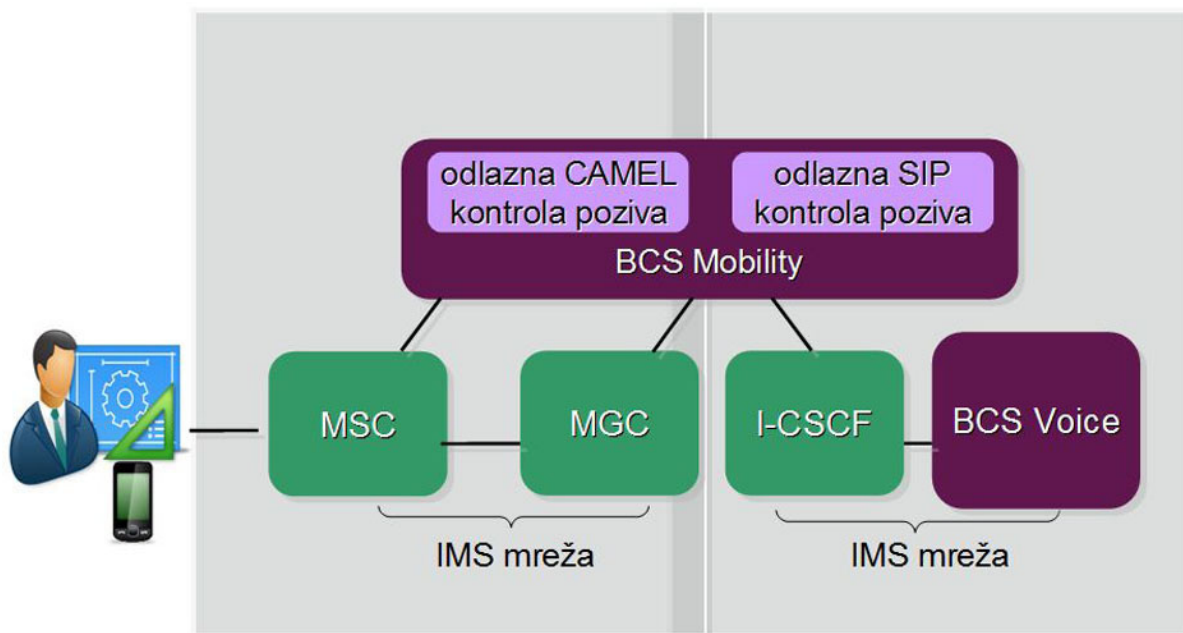 odlazna CAMEL
kontrola poziva
odlazna SIP
kontrola poziva
BCS Mobility
MSC
MGC
I-CSCF
BCS Voice
IMS mreža
IMS mreža